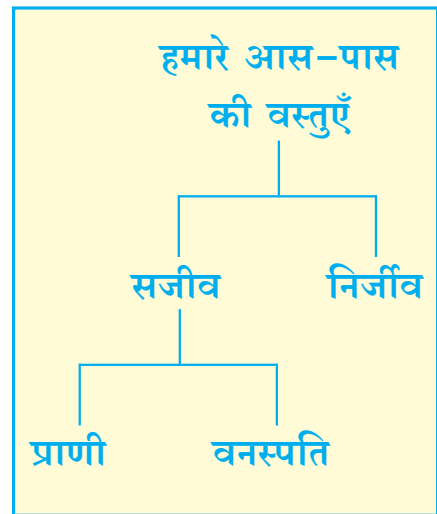 हमारे आस-पास
की वस्तुएँ
सजीव निर्जीव
प्राणी वनस्पति